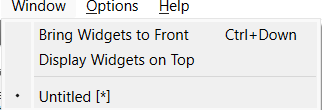 Window Options Help
Bring Widgets to Front Ctrl+Down
Display Widgets on Top
• Untitled [*]